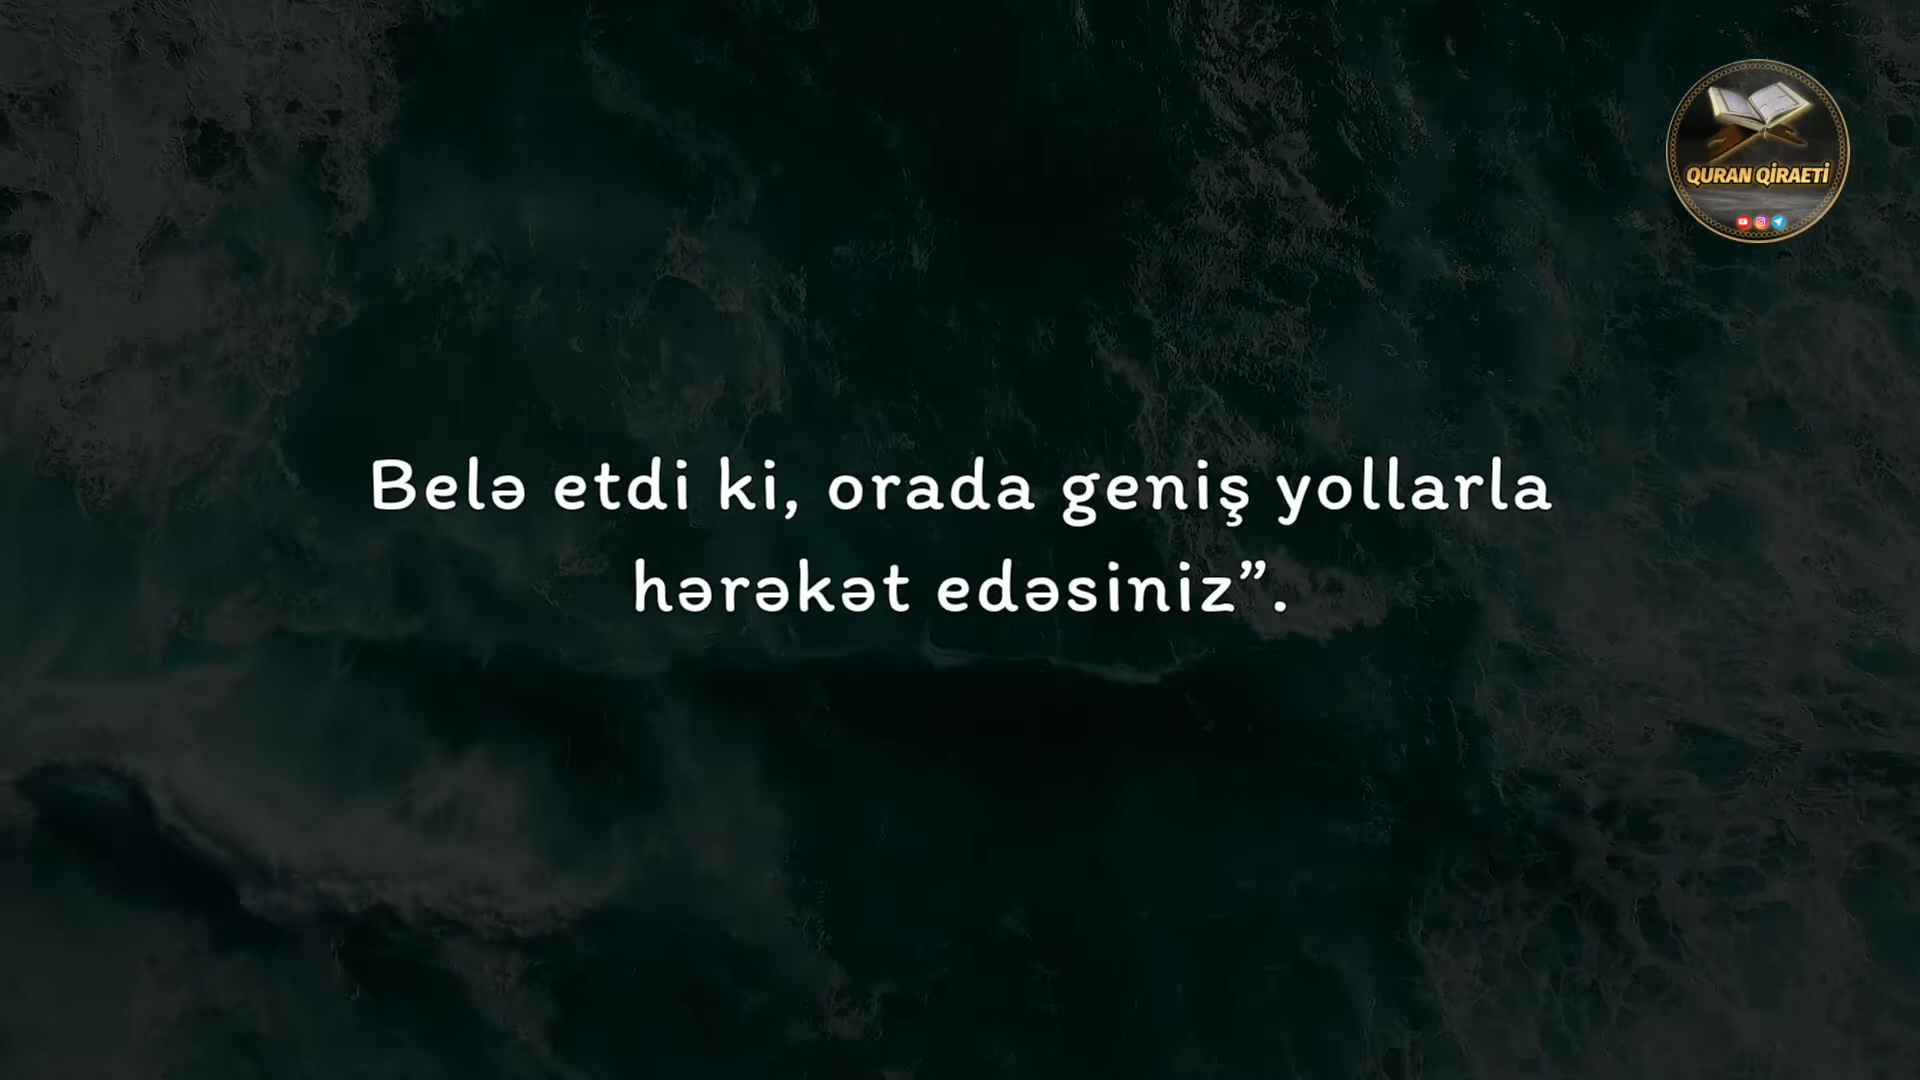 QURAN QİRAETİ
Belə etdi ki, orada geniş yollarla
hərəkət edəsiniz”.